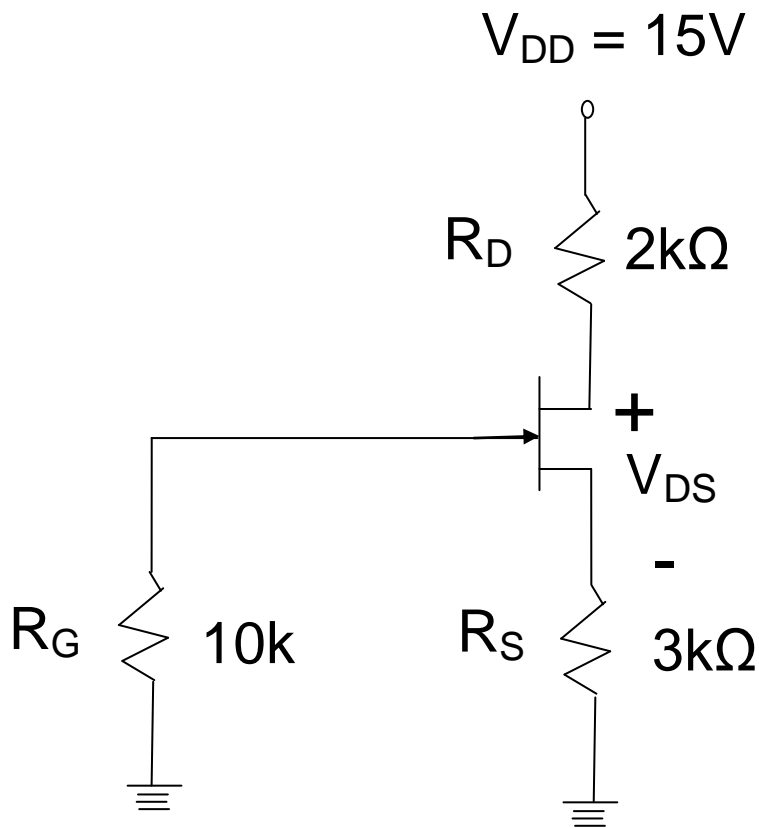 V_DD = 15V
R_D 2kΩ
+
V_DS
-
R_G 10k R_S 3kΩ